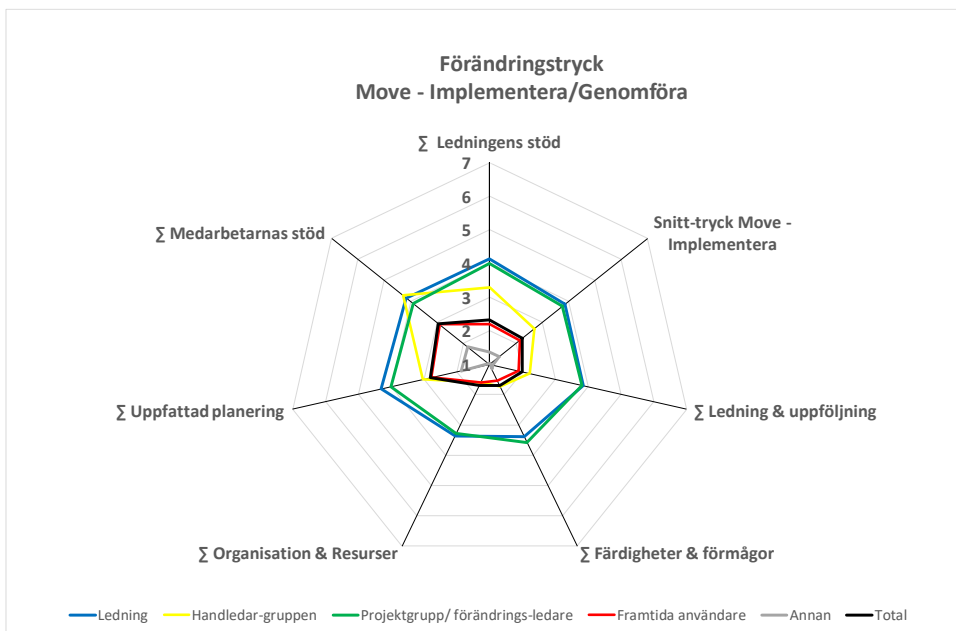 Förändringstryck
Move - Implementera/Genomföra
∑ Ledningens stöd
7
6
5
4
3
2
1
Snitt-tryck Move -
Implementera
∑ Medarbetarnas stöd
∑ Ledning & uppföljning
∑ Uppfattad planering
∑ Färdigheter & förmågor
∑ Organisation & Resurser
Ledning
Handledar-gruppen
Projektgrupp/ förändrings-ledare
Framtida användare
Annan
Total